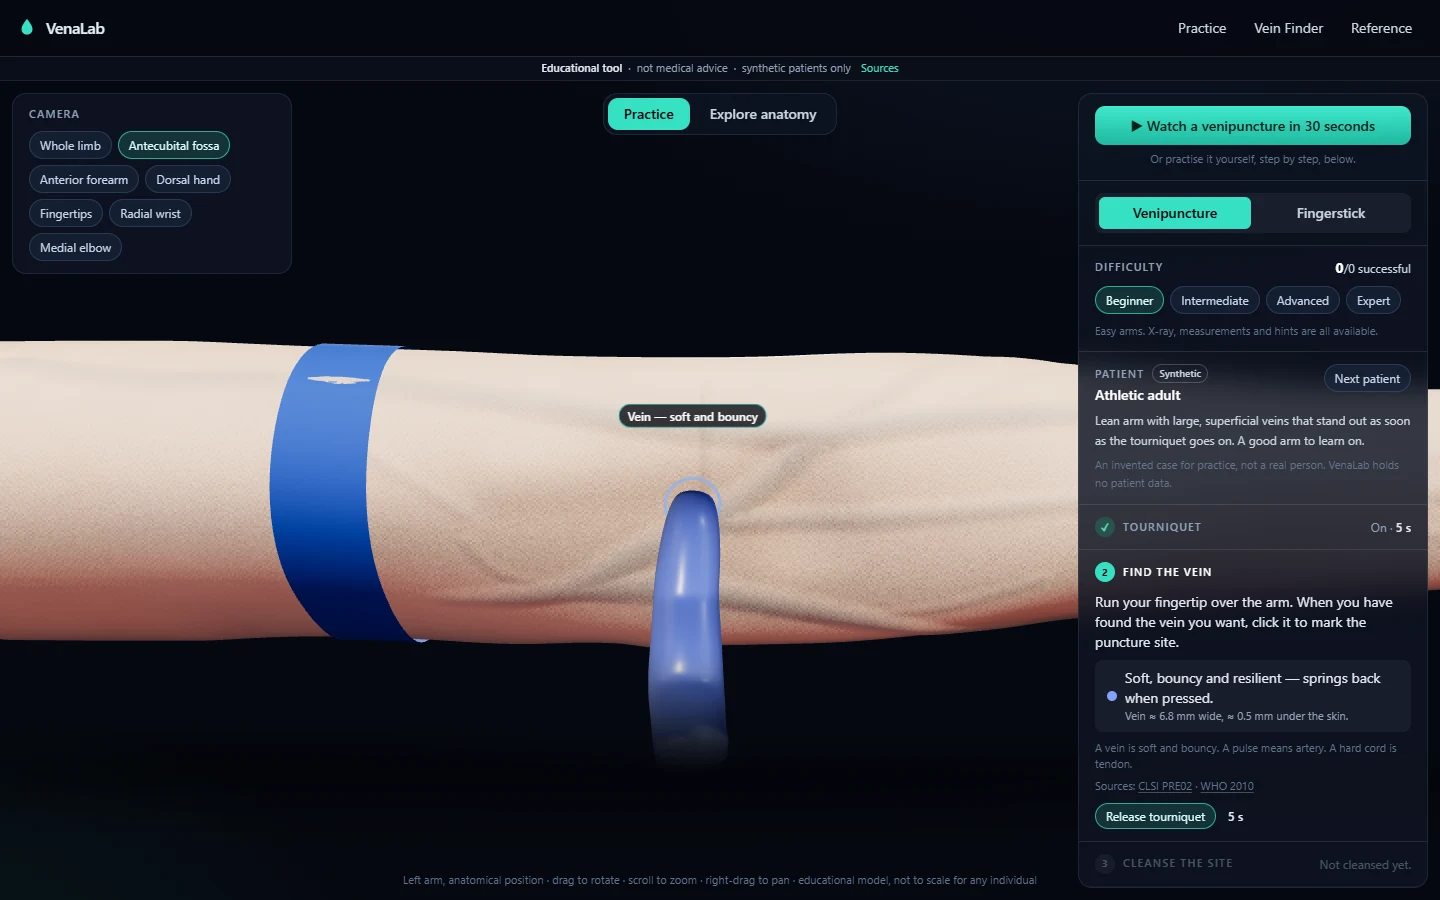 VenaLab
Practice
Vein Finder
Reference
Educational tool · not medical advice · synthetic patients only Sources
CAMERA
Whole limb
Antecubital fossa
Anterior forearm
Dorsal hand
Fingertips
Radial wrist
Medial elbow
Practice
Explore anatomy
Vein — soft and bouncy
▶ Watch a venipuncture in 30 seconds
Or practise it yourself, step by step, below.
Venipuncture
Fingerstick
DIFFICULTY
0/0 successful
Beginner
Intermediate
Advanced
Expert
Easy arms. X-ray, measurements and hints are all available.
PATIENT
Synthetic
Next patient
Athletic adult
Lean arm with large, superficial veins that stand out as soon
as the tourniquet goes on. A good arm to learn on.
An invented case for practice, not a real person. VenaLab holds
no patient data.
TOURNIQUET
On · 5 s
2
FIND THE VEIN
Run your fingertip over the arm. When you have
found the vein you want, click it to mark the
puncture site.
Soft, bouncy and resilient — springs back
when pressed.
Vein ≈ 6.8 mm wide, ≈ 0.5 mm under the skin.
A vein is soft and bouncy. A pulse means artery. A hard cord is
tendon.
Sources: CLSI PRE02 · WHO 2010
Release tourniquet
5 s
3
CLEANSE THE SITE
Not cleansed yet.
Left arm, anatomical position · drag to rotate · scroll to zoom · right-drag to pan · educational model, not to scale for any individual